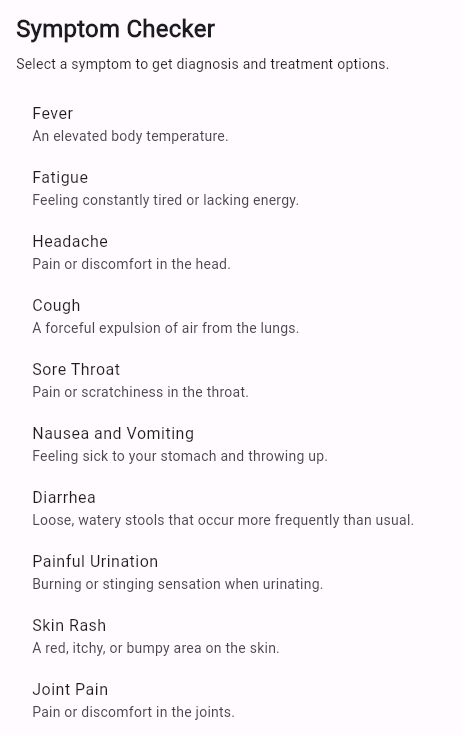 Symptom Checker
Select a symptom to get diagnosis and treatment options.
Fever
An elevated body temperature.
Fatigue
Feeling constantly tired or lacking energy.
Headache
Pain or discomfort in the head.
Cough
A forceful expulsion of air from the lungs.
Sore Throat
Pain or scratchiness in the throat.
Nausea and Vomiting
Feeling sick to your stomach and throwing up.
Diarrhea
Loose, watery stools that occur more frequently than usual.
Painful Urination
Burning or stinging sensation when urinating.
Skin Rash
A red, itchy, or bumpy area on the skin.
Joint Pain
Pain or discomfort in the joints.